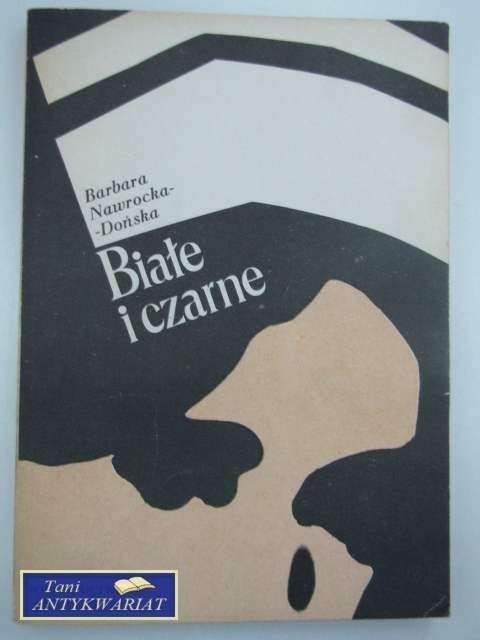 Barbara
Nawrocka-
-Dońska
Białe
i czarne
Tani
ANTYKWARIAT